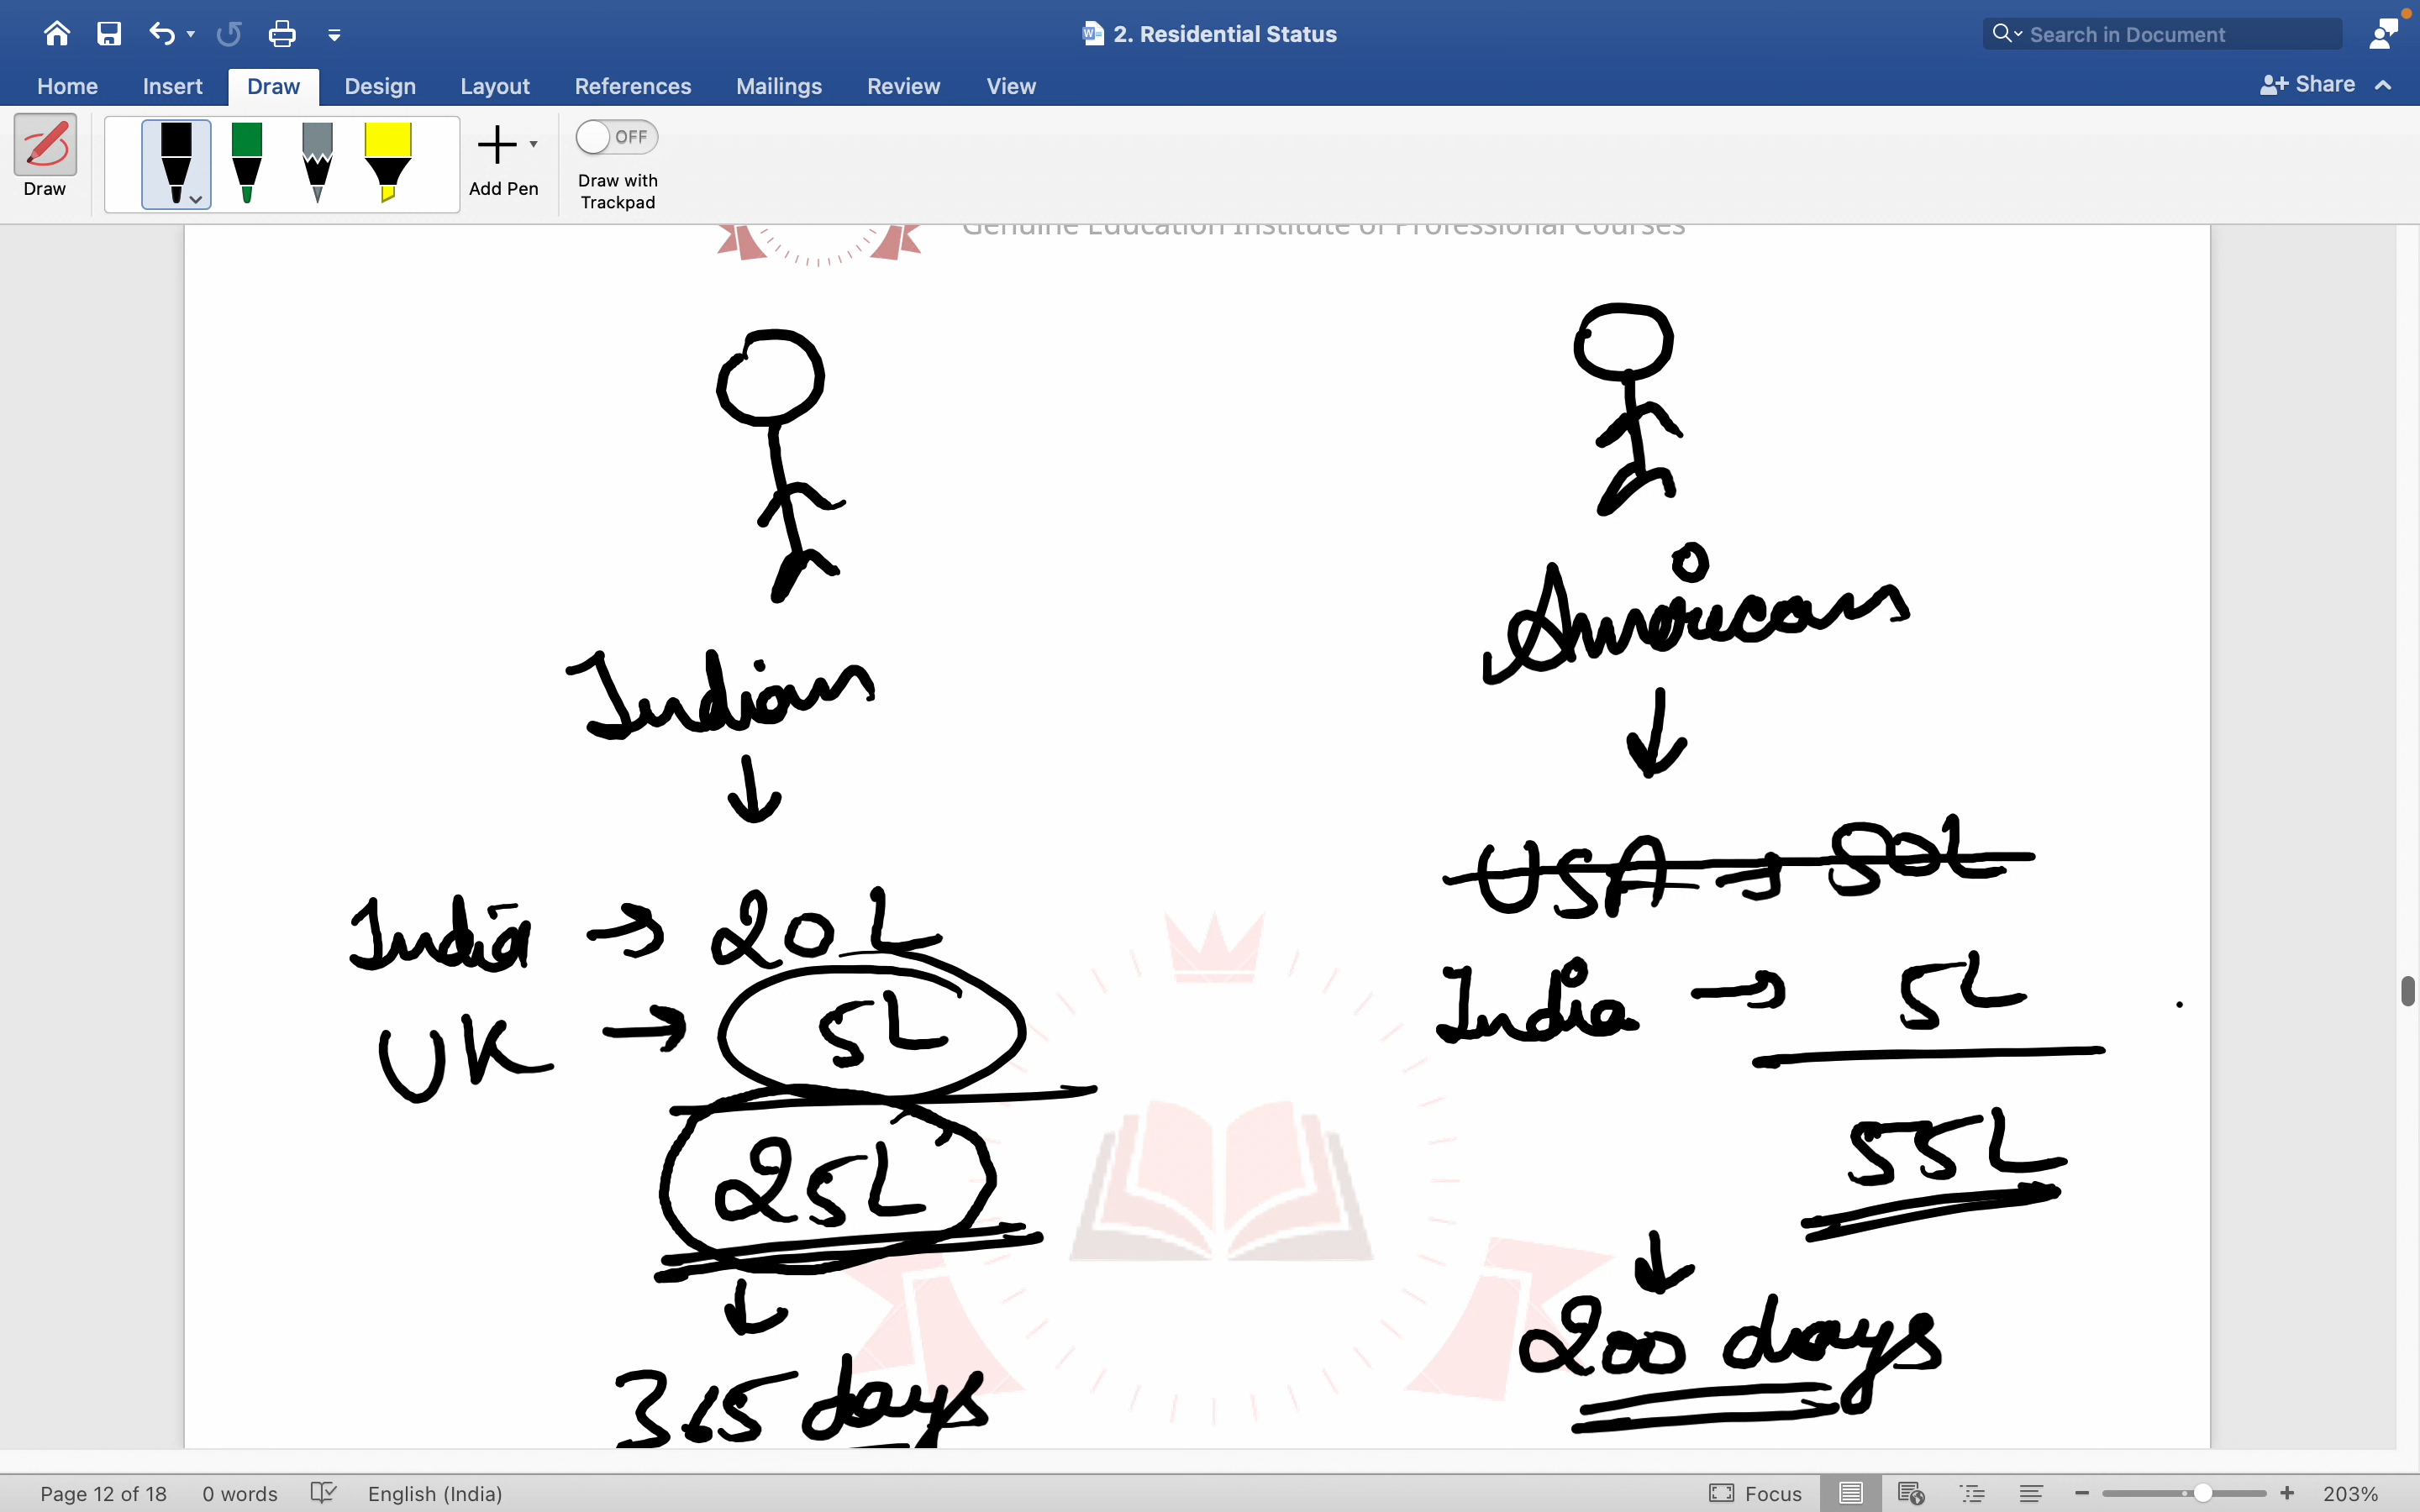 2. Residential Status
Search in Document
Home Insert Draw Design Layout References Mailings Review View
Share
Draw
Add Pen
OFF
Draw with
Trackpad
Genuine Education Institute of Professional Courses
Indian
American
India → 20L
UK → 5L
25L
365 days
USA → 50L
India → 5L
55L
200 days
Page 12 of 18 0 words English (India)
Focus 203%